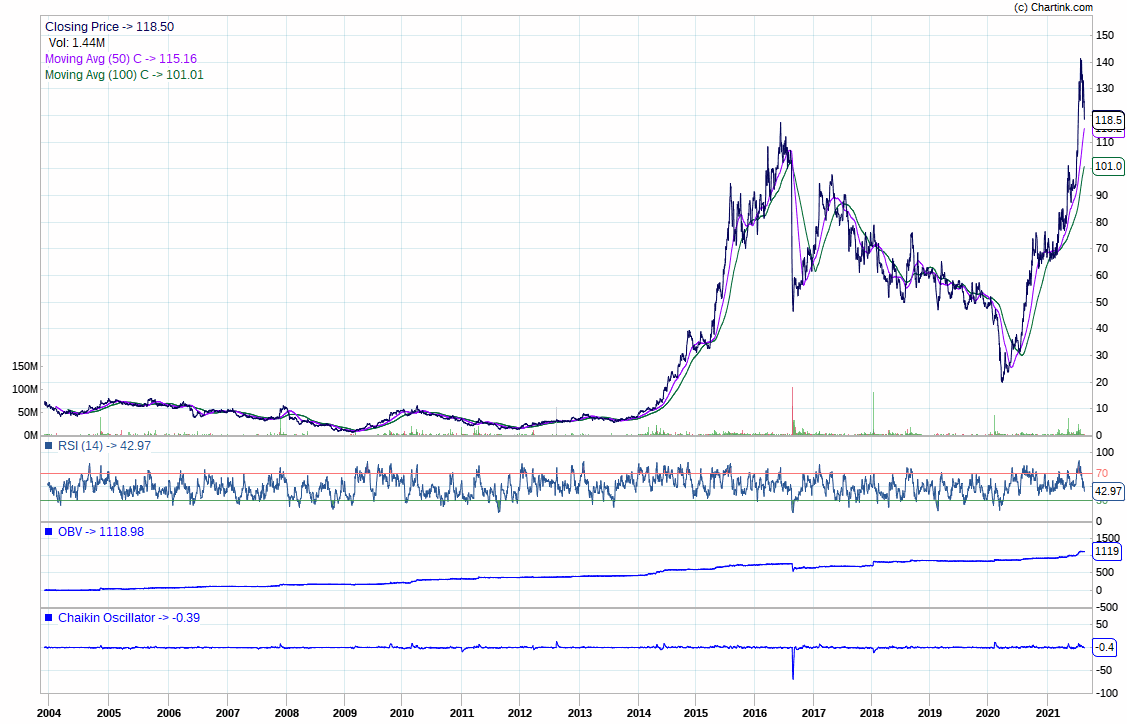 (c) Chartink.com
Closing Price -> 118.50
Vol: 1.44M
Moving Avg (50) C -> 115.16
Moving Avg (100) C -> 101.01
150
140
130
118.5
110
101.0
90
80
70
60
50
40
30
20
10
0
150M
100M
50M
0M
RSI (14) -> 42.97
100
70
42.97
0
OBV -> 1118.98
1500
1119
500
0
-500
Chaikin Oscillator -> -0.39
50
-0.4
-50
-100
2004 2005 2006 2007 2008 2009 2010 2011 2012 2013 2014 2015 2016 2017 2018 2019 2020 2021